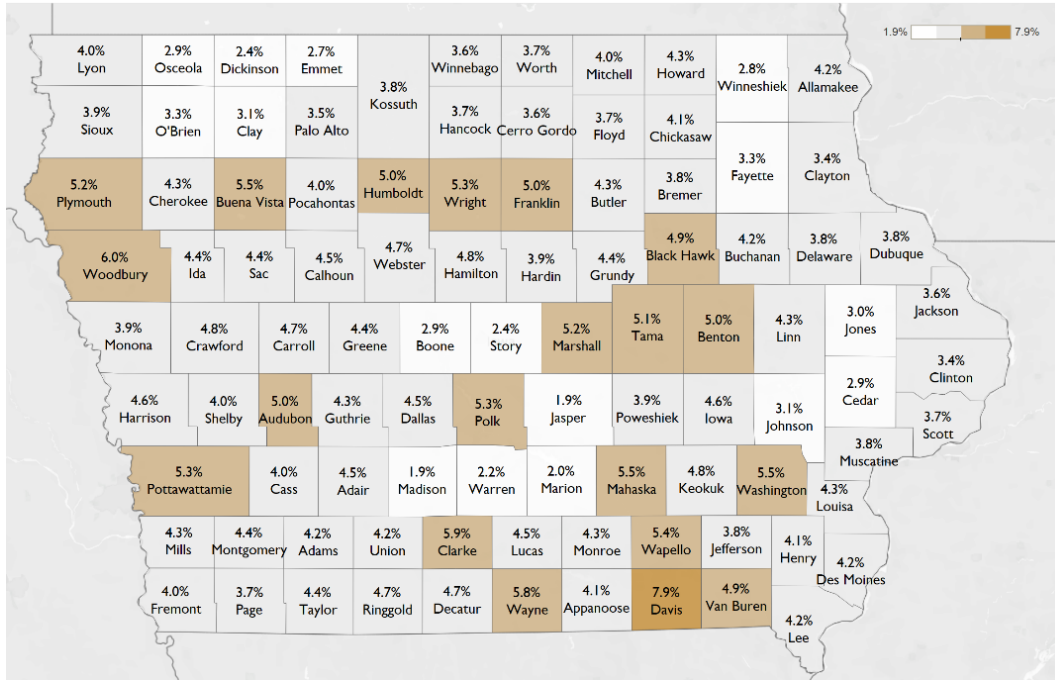 1.9% 7.9%
4.0%
Lyon
2.9%
Osceola
2.4%
Dickinson
2.7%
Emmet
3.8%
Kossuth
3.6%
Winnebago
3.7%
Worth
4.0%
Mitchell
4.3%
Howard
2.8%
Winneshiek
4.2%
Allamakee
3.9%
Sioux
3.3%
O'Brien
3.1%
Clay
3.5%
Palo Alto
3.7%
Hancock
3.6%
Cerro Gordo
3.7%
Floyd
4.1%
Chickasaw
5.2%
Plymouth
4.3%
Cherokee
5.5%
Buena Vista
4.0%
Pocahontas
5.0%
Humboldt
5.3%
Wright
5.0%
Franklin
4.3%
Butler
3.8%
Bremer
3.3%
Fayette
3.4%
Clayton
6.0%
Woodbury
4.4%
Ida
4.4%
Sac
4.5%
Calhoun
4.7%
Webster
4.8%
Hamilton
3.9%
Hardin
4.4%
Grundy
4.9%
Black Hawk
4.2%
Buchanan
3.8%
Delaware
3.8%
Dubuque
3.9%
Monona
4.8%
Crawford
4.7%
Carroll
4.4%
Greene
2.9%
Boone
2.4%
Story
5.2%
Marshall
5.1%
Tama
5.0%
Benton
4.3%
Linn
3.0%
Jones
3.6%
Jackson
3.4%
Clinton
4.6%
Harrison
4.0%
Shelby
5.0%
Audubon
4.3%
Guthrie
4.5%
Dallas
5.3%
Polk
1.9%
Jasper
3.9%
Poweshiek
4.6%
Iowa
3.1%
Johnson
2.9%
Cedar
3.7%
Scott
3.8%
Muscatine
5.3%
Pottawattamie
4.0%
Cass
4.5%
Adair
1.9%
Madison
2.2%
Warren
2.0%
Marion
5.5%
Mahaska
4.8%
Keokuk
5.5%
Washington
4.3%
Louisa
4.3%
Mills
4.4%
Montgomery
4.2%
Adams
4.2%
Union
5.9%
Clarke
4.5%
Lucas
4.3%
Monroe
5.4%
Wapello
3.8%
Jefferson
4.1%
Henry
4.2%
Des Moines
4.0%
Fremont
3.7%
Page
4.4%
Taylor
4.7%
Ringgold
4.7%
Decatur
5.8%
Wayne
4.1%
Appanoose
7.9%
Davis
4.9%
Van Buren
4.2%
Lee